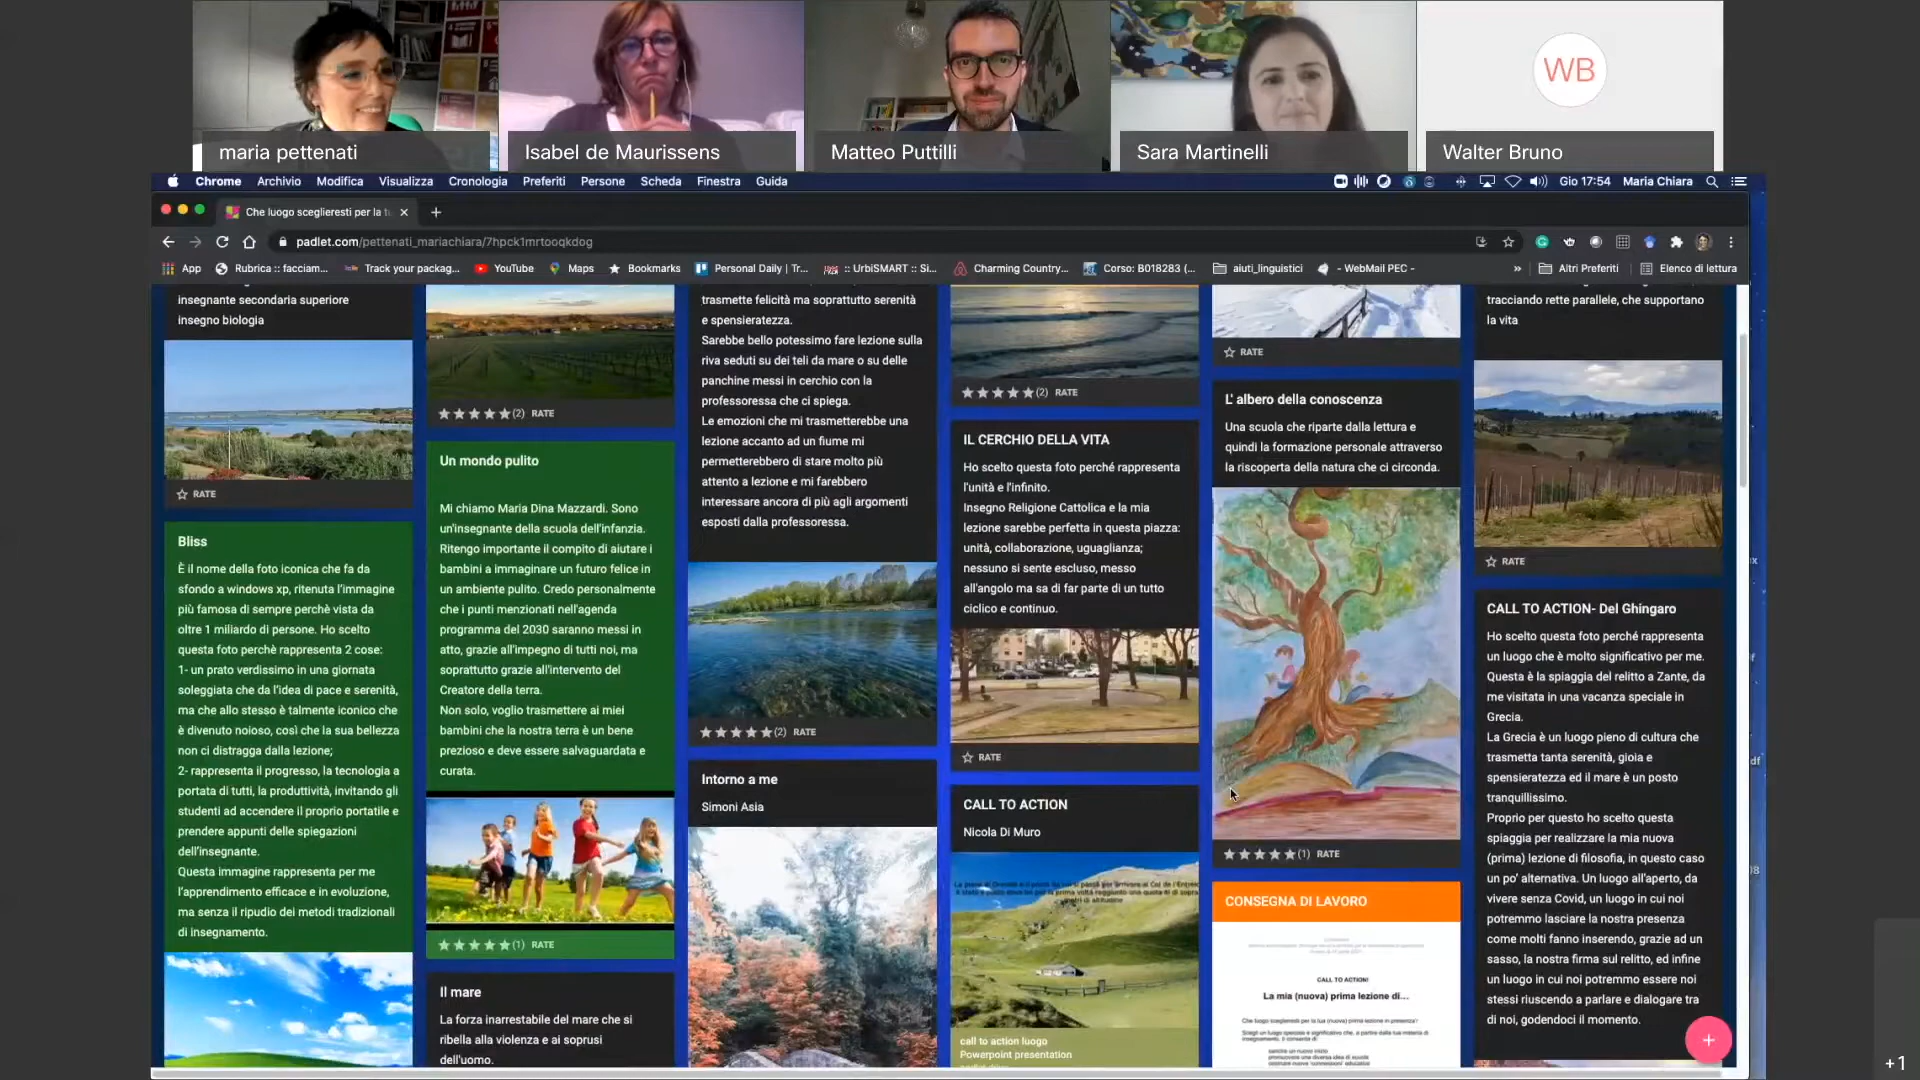 WB
maria pettenati
Isabel de Maurissens
Matteo Puttilli
Sara Martinelli
Walter Bruno
Chrome Archivio Modifica Visualizza Cronologia Preferiti Persone Scheda Finestra Guida
Gio 17:54 Maria Chiara
Che luogo sceglieresti per la t
padlet.com/pettenati_mariachiara/7hpck1mrtooqkdog
App Rubrica :: facciam... Track your packag... YouTube Maps Bookmarks Personal Daily | Tr... :: UrbiSMART :: Si... Charming Country... Corso: B018283 (... aiuti_linguistici - WebMail PEC - » Altri Preferiti Elenco di lettura
insegnante secondaria superiore
insegno biologia
RATE
Bliss
È il nome della foto iconica che fa da
sfondo a windows xp, ritenuta l'immagine
più famosa di sempre perchè vista da
oltre 1 miliardo di persone. Ho scelto
questa foto perchè rappresenta 2 cose:
1- un prato verdissimo in una giornata
soleggiata che da l'idea di pace e serenità,
ma che allo stesso è talmente iconico che
è divenuto noioso, così che la sua bellezza
non ci distragga dalla lezione;
2- rappresenta il progresso, la tecnologia a
portata di tutti, la produttività, invitando gli
studenti ad accendere il proprio portatile e
prendere appunti delle spiegazioni
dell'insegnante.
Questa immagine rappresenta per me
l'apprendimento efficace e in evoluzione,
ma senza il ripudio dei metodi tradizionali
di insegnamento.
(2) RATE
Un mondo pulito
Mi chiamo Maria Dina Mazzardi. Sono
un'insegnante della scuola dell'infanzia.
Ritengo importante il compito di aiutare i
bambini a immaginare un futuro felice in
un ambiente pulito. Credo personalmente
che i punti menzionati nell'agenda
programma del 2030 saranno messi in
atto, grazie all'impegno di tutti noi, ma
soprattutto grazie all'intervento del
Creatore della terra.
Non solo, voglio trasmettere ai miei
bambini che la nostra terra è un bene
prezioso e deve essere salvaguardata e
curata.
(1) RATE
Il mare
La forza inarrestabile del mare che si
ribella alla violenza e ai soprusi
dell'uomo.
trasmette felicità ma soprattutto serenità
e spensieratezza.
Sarebbe bello potessimo fare lezione sulla
riva seduti su dei teli da mare o su delle
panchine messi in cerchio con la
professoressa che ci spiega.
Le emozioni che mi trasmetterebbe una
lezione accanto ad un fiume mi
permetterebbero di stare molto più
attento a lezione e mi farebbero
interessare ancora di più agli argomenti
esposti dalla professoressa.
(2) RATE
Intorno a me
Simoni Asia
(2) RATE
IL CERCHIO DELLA VITA
Ho scelto questa foto perché rappresenta
l'unità e l'infinito.
Insegno Religione Cattolica e la mia
lezione sarebbe perfetta in questa piazza:
unità, collaborazione, uguaglianza;
nessuno si sente escluso, messo
all'angolo ma sa di far parte di un tutto
ciclico e continuo.
RATE
CALL TO ACTION
Nicola Di Muro
call to action luogo
Powerpoint presentation
RATE
L' albero della conoscenza
Una scuola che riparte dalla lettura e
quindi la formazione personale attraverso
la riscoperta della natura che ci circonda.
(1) RATE
CONSEGNA DI LAVORO
CALL TO ACTION!
La mia (nuova) prima lezione di...
tracciando rette parallele, che supportano
la vita
RATE
CALL TO ACTION- Del Ghingaro
Ho scelto questa foto perché rappresenta
un luogo che è molto significativo per me.
Questa è la spiaggia del relitto a Zante, da
me visitata in una vacanza speciale in
Grecia.
La Grecia è un luogo pieno di cultura che
trasmetta tanta serenità, gioia e
spensieratezza ed il mare è un posto
tranquillissimo.
Proprio per questo ho scelto questa
spiaggia per realizzare la mia nuova
(prima) lezione di filosofia, in questo caso
un po' alternativa. Un luogo all'aperto, da
vivere senza Covid, un luogo in cui noi
potremmo lasciare la nostra presenza
come molti fanno inserendo, grazie ad un
sasso, la nostra firma sul relitto, ed infine
un luogo in cui noi potremmo essere noi
stessi riuscendo a parlare e dialogare tra
di noi, godendoci il momento.
+1